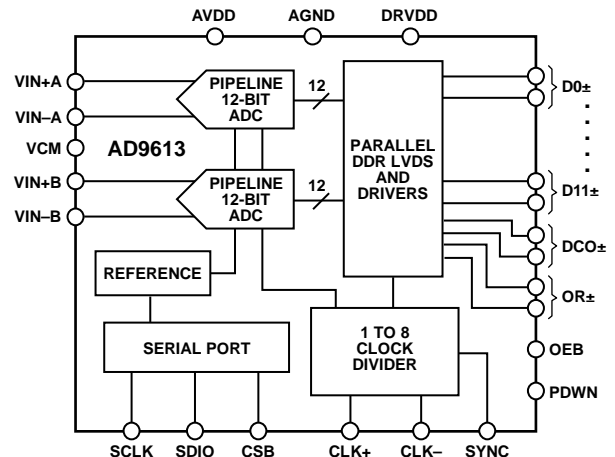 AVDD
AGND
DRVDD
VIN+A
VIN–A
VCM
VIN+B
VIN–B
PIPELINE
12-BIT
ADC
12
AD9613
PIPELINE
12-BIT
ADC
12
PARALLEL
DDR LVDS
AND
DRIVERS
D0±
D11±
DCO±
OR±
OEB
PDWN
REFERENCE
SERIAL PORT
1 TO 8
CLOCK
DIVIDER
SCLK
SDIO
CSB
CLK+
CLK–
SYNC